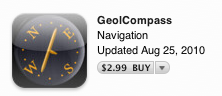 GeolCompass
Navigation
Updated Aug 25, 2010
$2.99 BUY
N
E
S
W